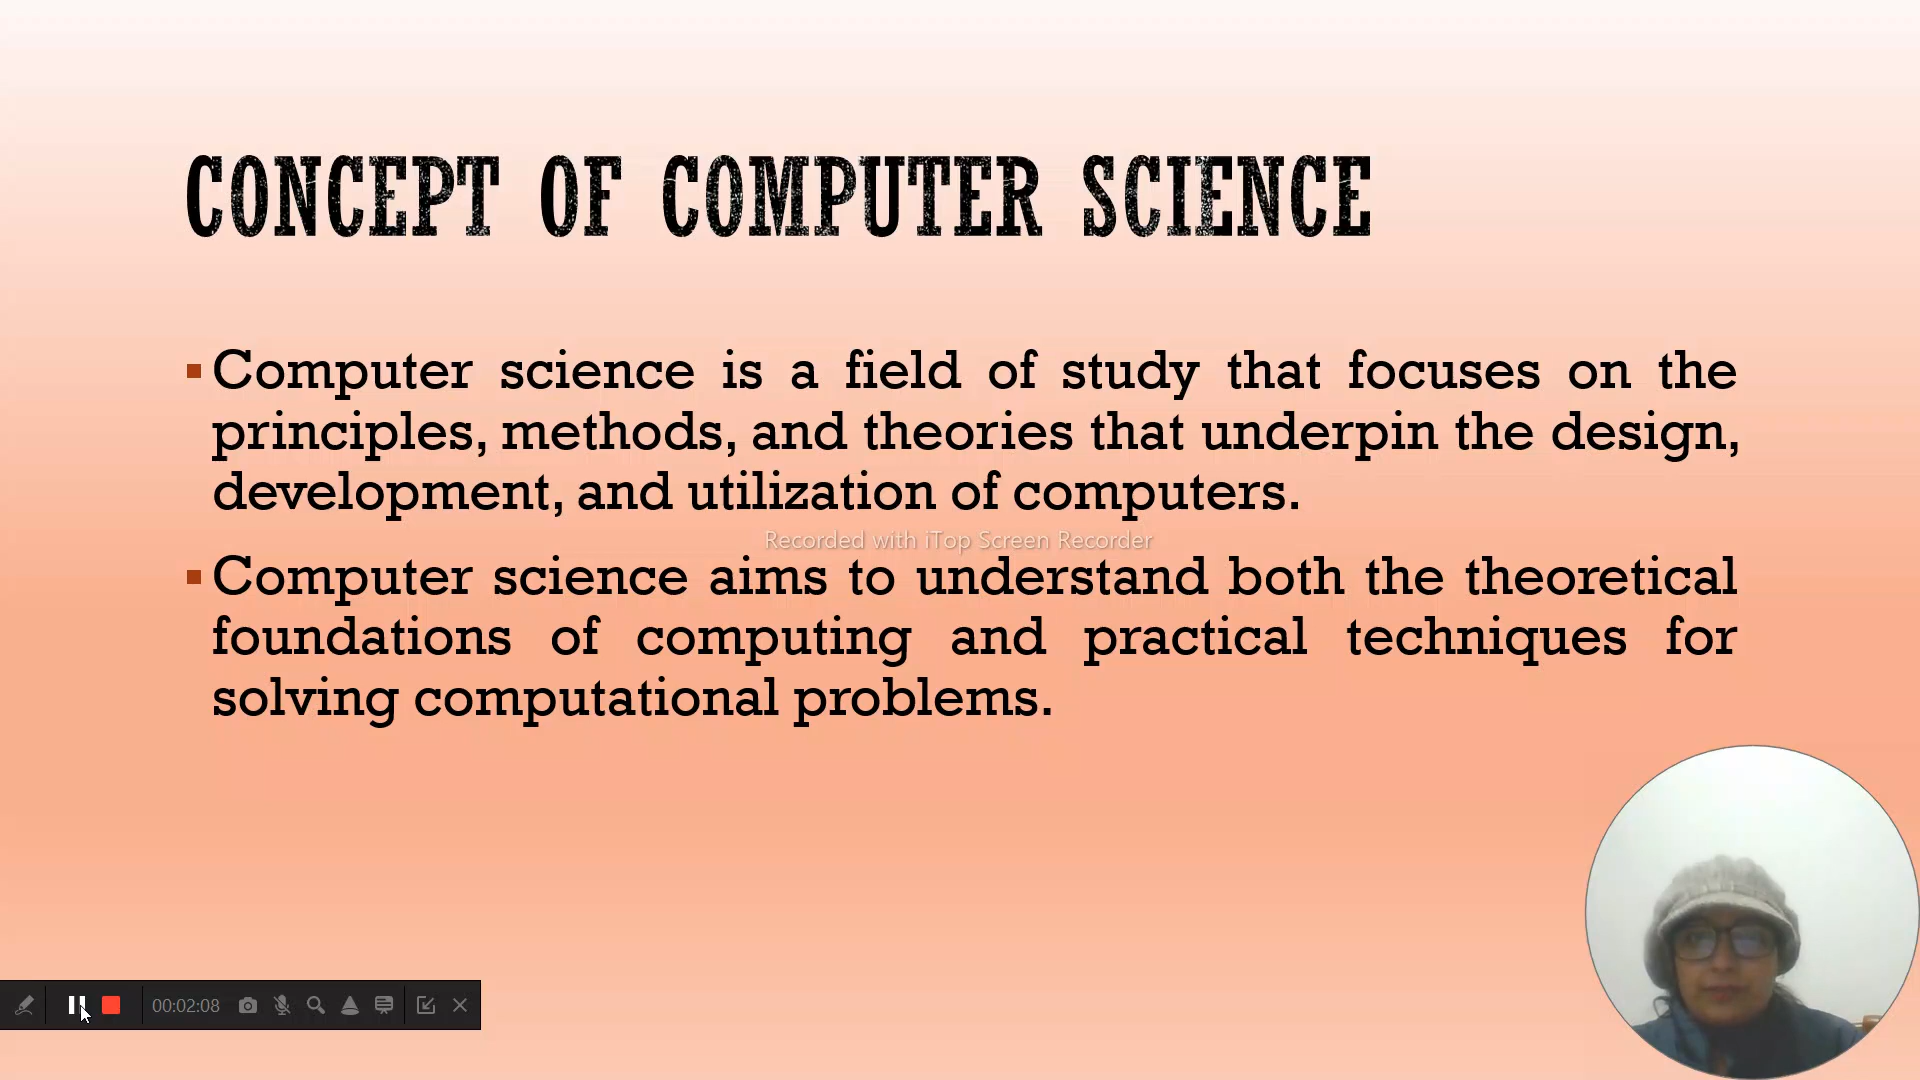 CONCEPT OF COMPUTER SCIENCE
Computer science is a field of study that focuses on the
principles, methods, and theories that underpin the design,
development, and utilization of computers.
Recorded with iTop Screen Recorder
Computer science aims to understand both the theoretical
foundations of computing and practical techniques for
solving computational problems.
00:02:08